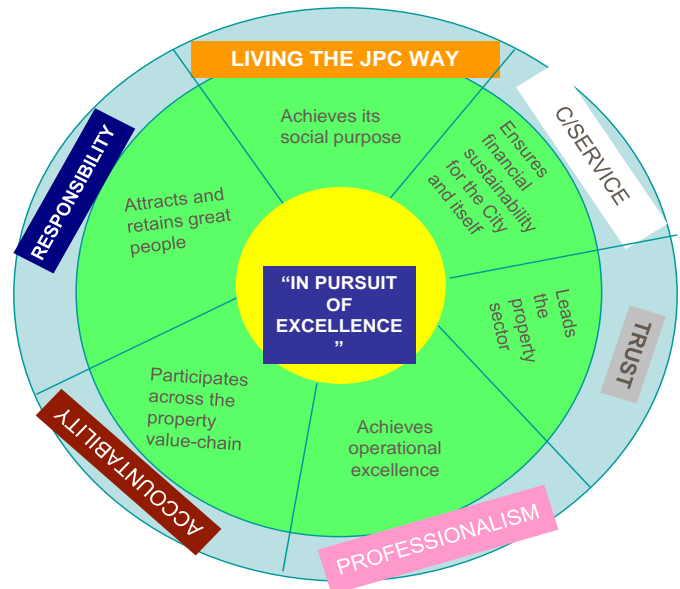 LIVING THE JPC WAY
Achieves its
social purpose
C/SERVICE
Ensures
financial
sustainability
for the City
and itself
Leads
the
property
sector
TRUST
Achieves
operational
excellence
PROFESSIONALISM
Participates
across the
property
value-chain
ACCOUNTABILITY
Attracts and
retains great
people
RESPONSIBILITY
“IN PURSUIT
OF
EXCELLENCE
”